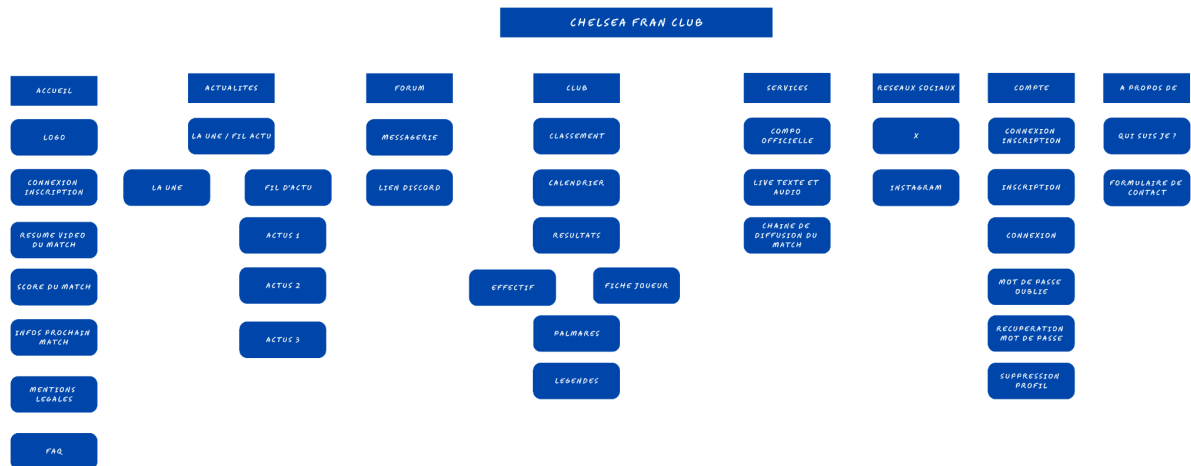 CHELSEA FRAN CLUB
ACCUEIL
LOGO
CONNEXION
INSCRIPTION
RESUME VIDEO
DU MATCH
SCORE DU MATCH
INFOS PROCHAIN
MATCH
MENTIONS
LEGALES
FAQ
ACTUALITES
LA UNE / FIL ACTU
LA UNE
FIL D'ACTU
ACTUS 1
ACTUS 2
ACTUS 3
FORUM
MESSAGERIE
LIEN DISCORD
CLUB
CLASSEMENT
CALENDRIER
RESULTATS
EFFECTIF
FICHE JOUEUR
PALMARES
LEGENDES
SERVICES
COMPO
OFFICIELLE
LIVE TEXTE ET
AUDIO
CHAINE DE
DIFFUSION DU
MATCH
RESEAUX SOCIAUX
X
INSTAGRAM
COMPTE
CONNEXION
INSCRIPTION
INSCRIPTION
CONNEXION
MOT DE PASSE
OUBLIE
RECUPERATION
MOT DE PASSE
SUPPRESSION
PROFIL
A PROPOS DE
QUI SUIS JE ?
FORMULAIRE DE
CONTACT